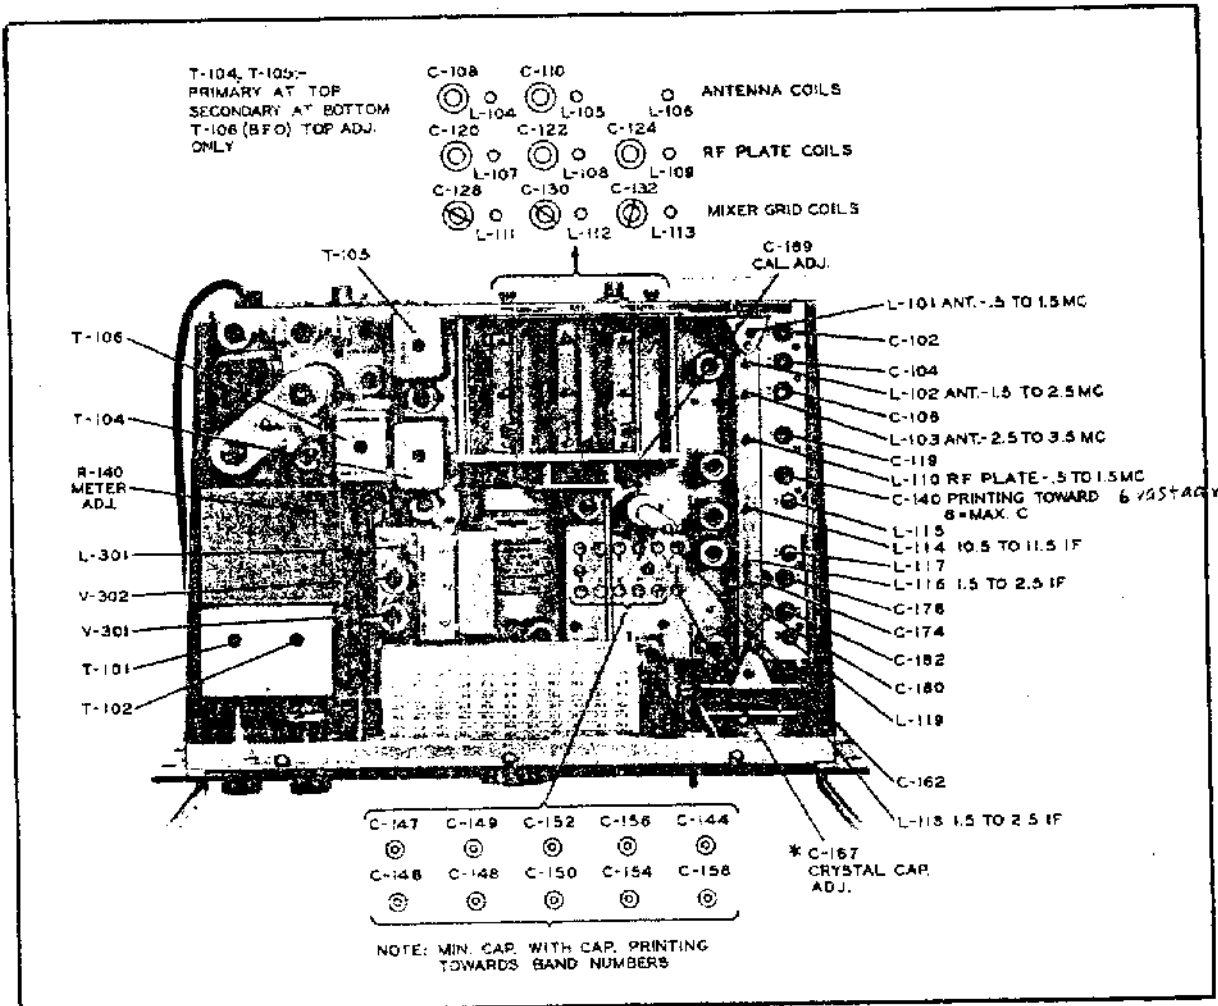 T-104, T-105:-
PRIMARY AT TOP
SECONDARY AT BOTTOM
T-106 (BFO) TOP ADJ.
ONLY
C-108 C-110
L-104 L-105 L-106
ANTENNA COILS
C-120 C-122 C-124
L-107 L-108 L-109
RF PLATE COILS
C-128 C-130 C-132
L-111 L-112 L-113
MIXER GRID COILS
T-105
C-189
CAL. ADJ.
T-106
T-104
R-140
METER
ADJ.
L-301
V-302
V-301
T-101
T-102
L-101 ANT.-.5 TO 1.5 MC
C-102
C-104
L-102 ANT.-1.5 TO 2.5 MC
C-106
L-103 ANT.-2.5 TO 3.5 MC
C-119
L-110 RF PLATE-.5 TO 1.5 MC
C-140 PRINTING TOWARD
6=MAX. C
L-115
L-114 10.5 TO 11.5 IF
L-117
L-116 1.5 TO 2.5 IF
C-178
C-174
C-182
C-180
L-119
C-162
L-118 1.5 TO 2.5 IF
* C-167
CRYSTAL CAP.
ADJ.
C-147 C-149 C-152 C-156 C-144
C-146 C-148 C-150 C-154 C-158
NOTE: MIN. CAP. WITH CAP. PRINTING
TOWARDS BAND NUMBERS